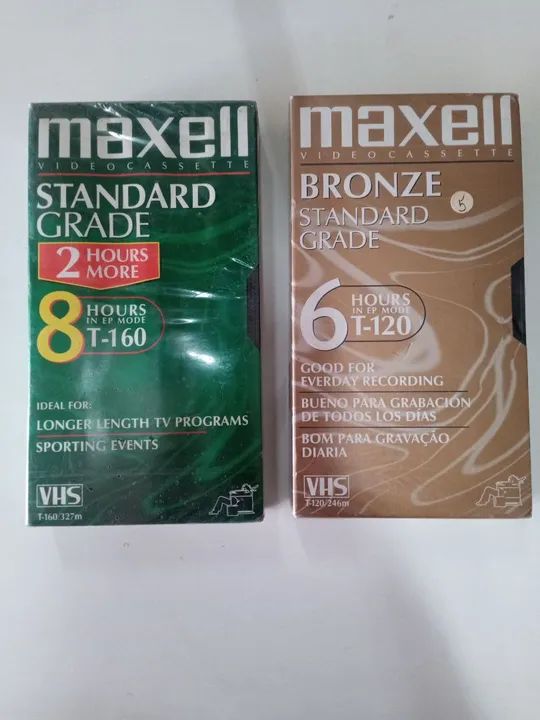 maxell
VIDEOCASSETTE
STANDARD
GRADE
2 HOURS
MORE
8 HOURS
IN EP MODE
T-160
IDEAL FOR:
LONGER LENGTH TV PROGRAMS
SPORTING EVENTS
VHS
T-160/327m
maxell
VIDEOCASSETTE
BRONZE
5
STANDARD
GRADE
6 HOURS
IN EP MODE
T-120
GOOD FOR
EVERDAY RECORDING
BUENO PARA GRABACION
DE TODOS LOS DÍAS
BOM PARA GRAVAÇÃO
DIARIA
VHS
T-120/246m